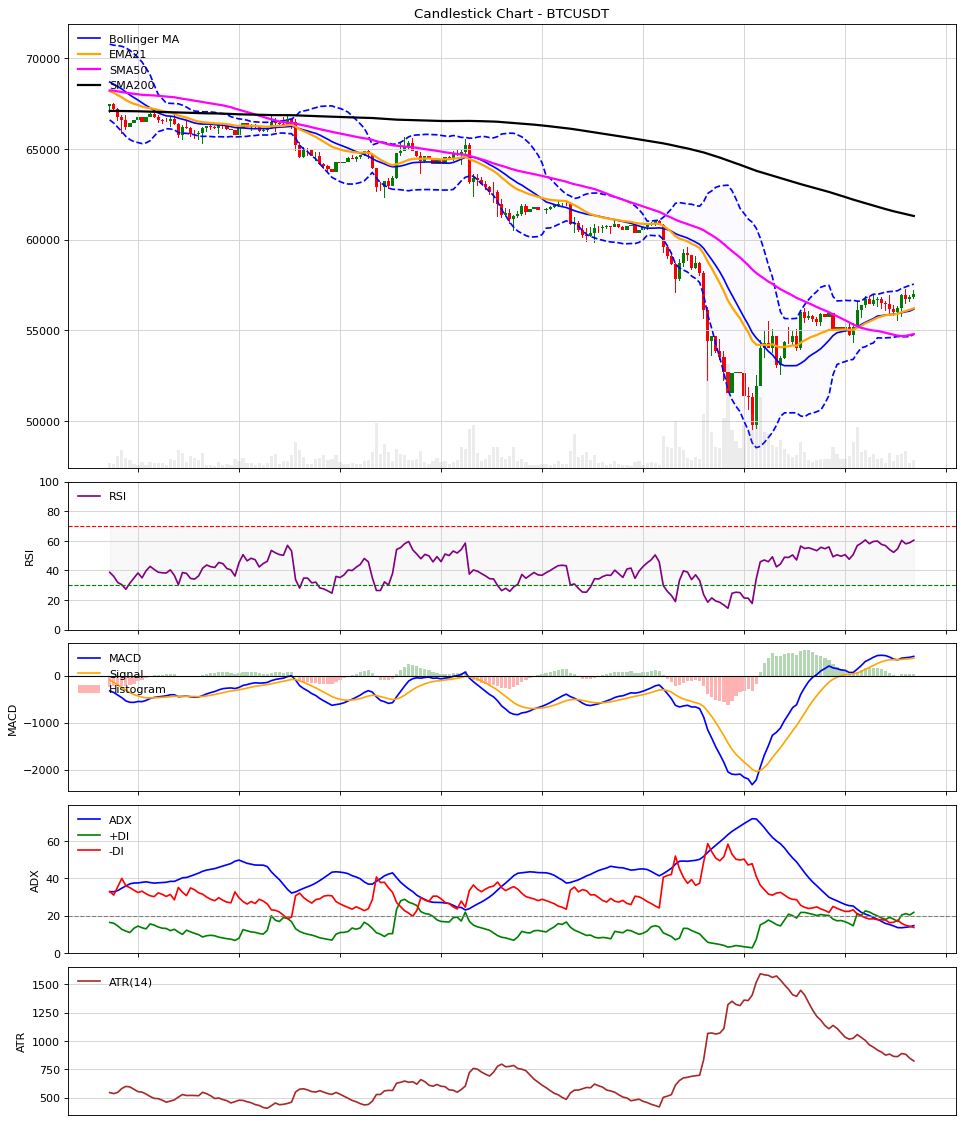 Candlestick Chart - BTCUSDT
Bollinger MA
EMA21
SMA50
SMA200
70000
65000
60000
55000
50000
RSI
100
80
60
40
20
0
RSI
MACD
Signal
Histogram
0
−1000
−2000
MACD
ADX
+DI
-DI
60
40
20
0
ADX
ATR(14)
1500
1250
1000
750
500
ATR